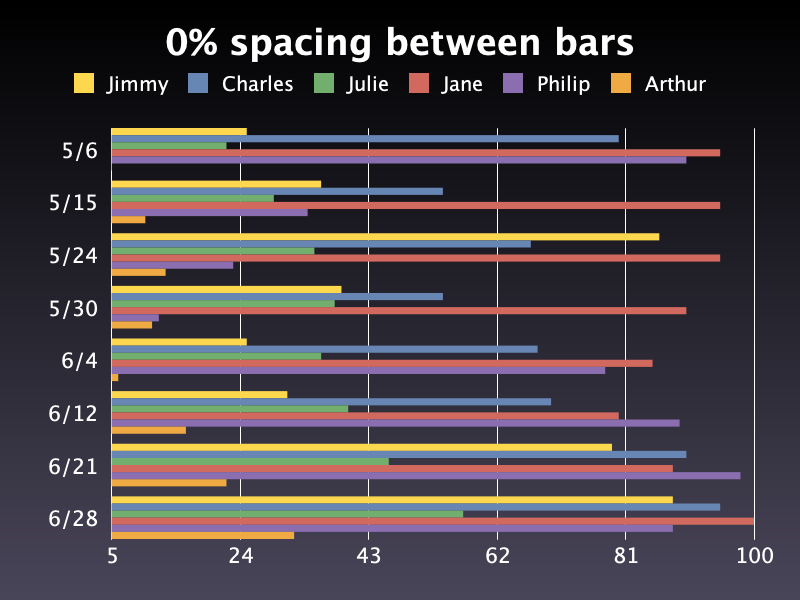 0% spacing between bars
Jimmy Charles Julie Jane Philip Arthur
5/6
5/15
5/24
5/30
6/4
6/12
6/21
6/28
5 24 43 62 81 100